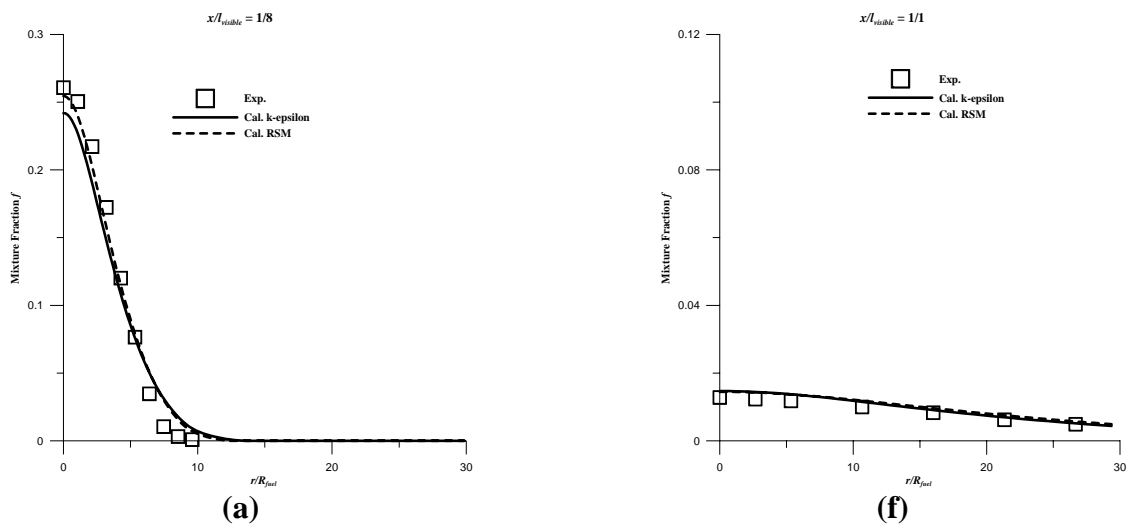 x/l_visible = 1/8
0.3
0.2
0.1
0
Mixture Fraction f
Exp.
Cal. k-epsilon
Cal. RSM
0
10
20
30
r/R_fuel
(a)
x/l_visible = 1/1
0.12
0.08
0.04
0
Mixture Fraction f
Exp.
Cal. k-epsilon
Cal. RSM
0
10
20
30
r/R_fuel
(f)